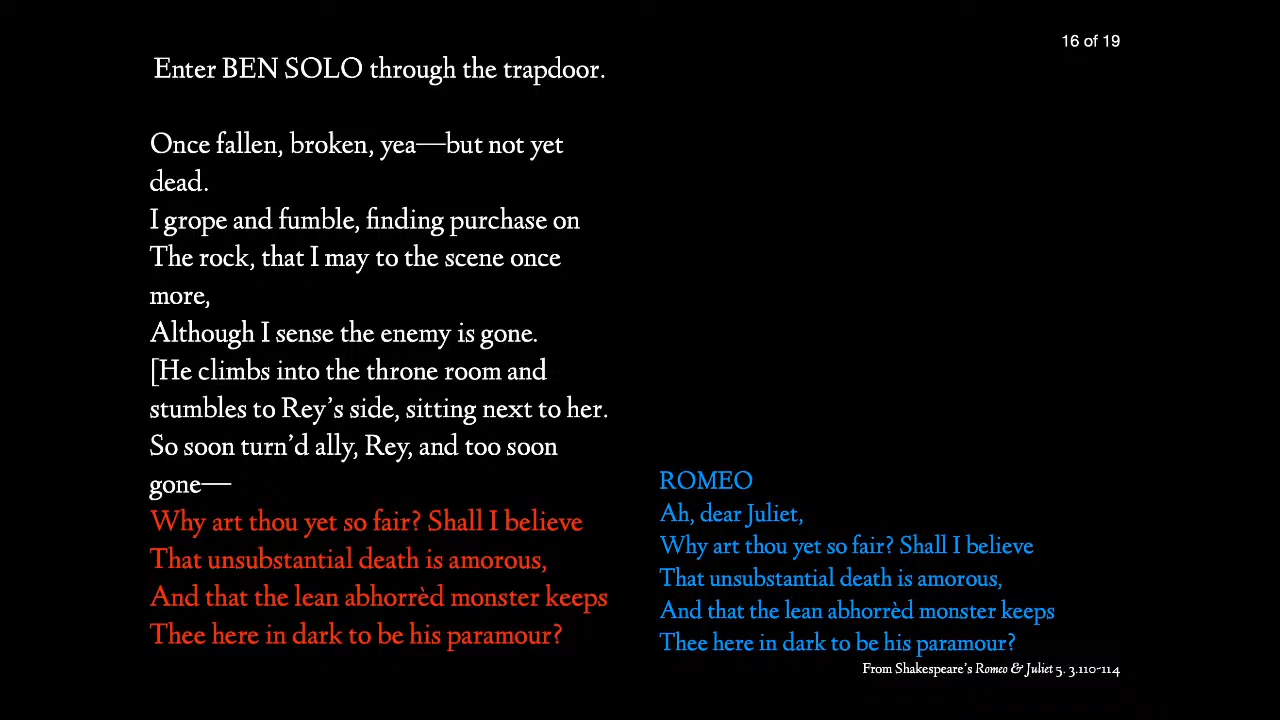 16 of 19
Enter BEN SOLO through the trapdoor.
Once fallen, broken, yea—but not yet
dead.
I grope and fumble, finding purchase on
The rock, that I may to the scene once
more,
Although I sense the enemy is gone.
[He climbs into the throne room and
stumbles to Rey's side, sitting next to her.
So soon turn'd ally, Rey, and too soon
gone—
Why art thou yet so fair? Shall I believe
That unsubstantial death is amorous,
And that the lean abhorrèd monster keeps
Thee here in dark to be his paramour?
ROMEO
Ah, dear Juliet,
Why art thou yet so fair? Shall I believe
That unsubstantial death is amorous,
And that the lean abhorrèd monster keeps
Thee here in dark to be his paramour?
From Shakespeare's Romeo & Juliet 5. 3.110-114